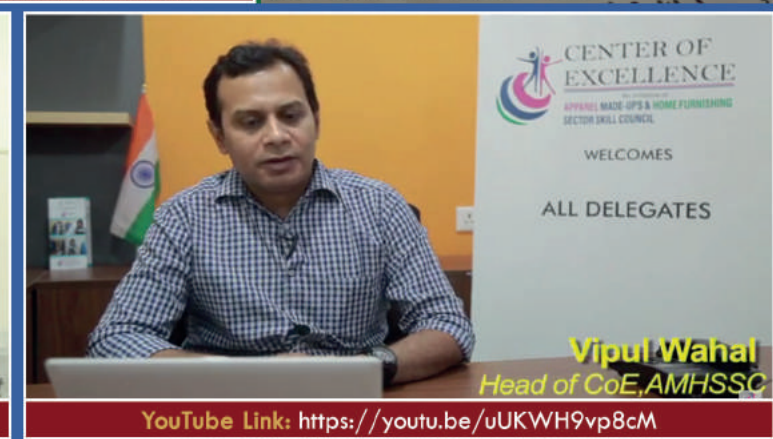 CENTER OF
EXCELLENCE
APPAREL MADE-UPS & HOME FURNISHING
SECTOR SKILL COUNCIL
WELCOMES
ALL DELEGATES
Vipul Wahal
Head of CoE,AMHSSC
YouTube Link: https://youtu.be/uUKWH9vp8cM